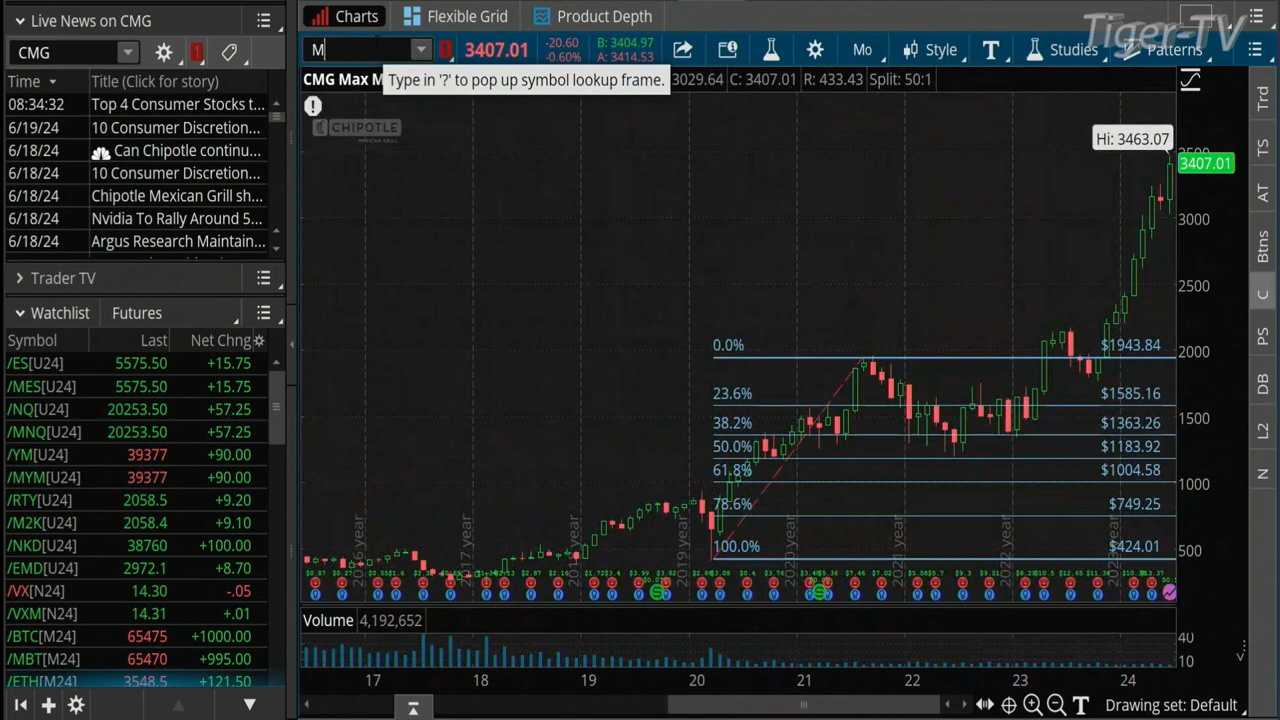 Live News on CMG
CMG
1
Time
Title (Click for story)
08:34:32 Top 4 Consumer Stocks t...
6/19/24 10 Consumer Discretion...
6/18/24 Can Chipotle continu...
6/18/24 10 Consumer Discretion...
6/18/24 Chipotle Mexican Grill sh...
6/18/24 Nvidia To Rally Around 5...
6/18/24 Argus Research Maintain...
Trader TV
Watchlist
Futures
Symbol Last Net Chng
/ES[U24] 5575.50 +15.75
/MES[U24] 5575.50 +15.75
/NQ[U24] 20253.50 +57.25
/MNQ[U24] 20253.50 +57.25
/YM[U24] 39377 +90.00
/MYM[U24] 39377 +90.00
/RTY[U24] 2058.5 +9.20
/M2K[U24] 2058.4 +9.10
/NKD[U24] 38760 +100.00
/EMD[U24] 2972.1 +8.70
/VX[N24] 14.30 -.05
/VXM[N24] 14.31 +.01
/BTC[M24] 65475 +1000.00
/MBT[M24] 65470 +995.00
/ETH[M24] 3548.5 +121.50
Charts
Flexible Grid
Product Depth
Tiger-TV
M
3407.01
-20.60
-0.60%
B: 3404.97
A: 3414.53
Mo
Style
T
Studies
Patterns
CMG Max M
Type in '?' to pop up symbol lookup frame.
3029.64 C: 3407.01 R: 433.43 Split: 50:1
CHIPOTLE
MEXICAN GRILL
Hi: 3463.07
3500
3407.01
3000
2500
2000
1500
1000
500
0.0% $1943.84
23.6% $1585.16
38.2% $1363.26
50.0% $1183.92
61.8% $1004.58
78.6% $749.25
100.0% $424.01
2016 year
2017 year
2018 year
2019 year
2020 year
2021 year
2022 year
2023 year
Volume 4,192,652
40
10
17 18 19 20 21 22 23 24
T
Drawing set: Default
Trd
TS
AT
Btns
C
PS
DB
L2
N